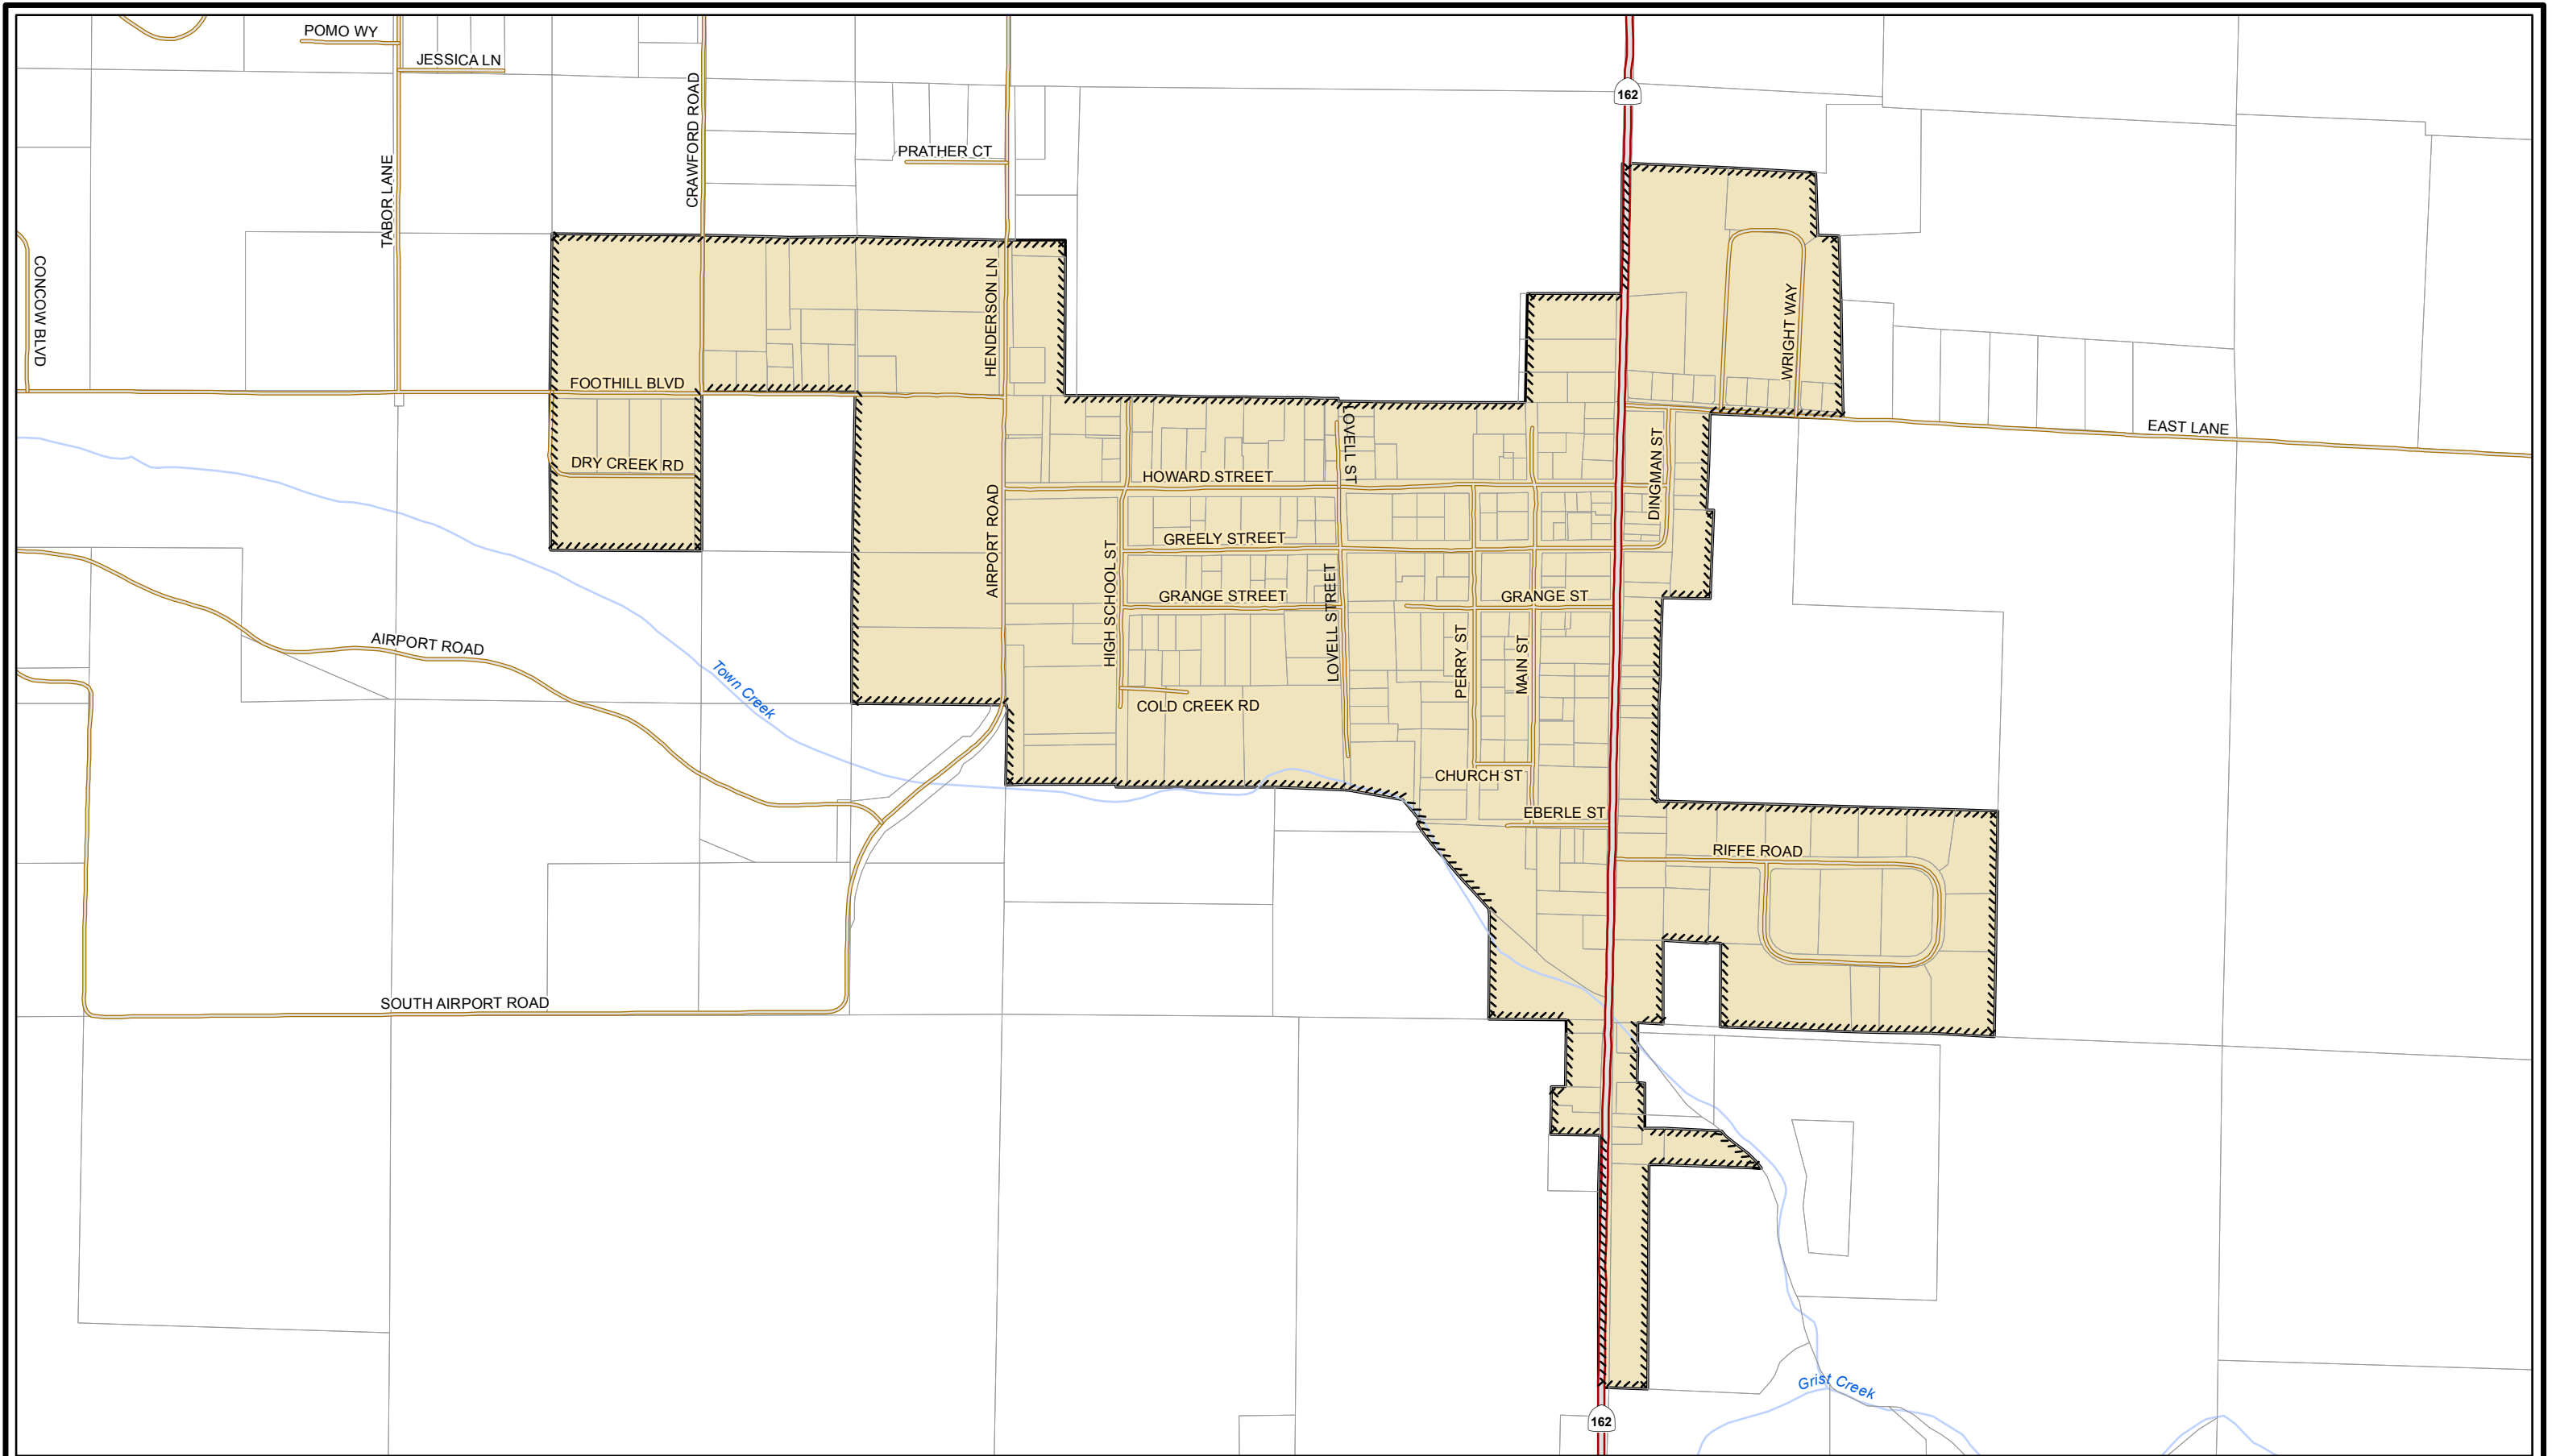 POMO WY
JESSICA LN
162
CRAWFORD ROAD
PRATHER CT
TABOR LANE
CONCOW BLVD
HENDERSON LN
WRIGHT WAY
FOOTHILL BLVD
LOVELL ST
EAST LANE
DINGMAN ST
DRY CREEK RD
HOWARD STREET
AIRPORT ROAD
GREELY STREET
HIGH SCHOOL ST
GRANGE STREET
LOVELL STREET
GRANGE ST
AIRPORT ROAD
PERRY ST
MAIN ST
Town Creek
COLD CREEK RD
CHURCH ST
EBERLE ST
RIFFE ROAD
SOUTH AIRPORT ROAD
Grist Creek
162